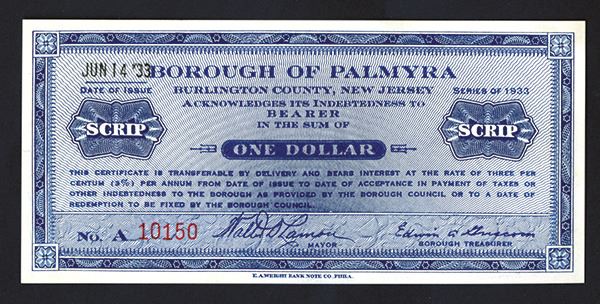 JUN 14 '33
BOROUGH OF PALMYRA
DATE OF ISSUE
BURLINGTON COUNTY, NEW JERSEY
SERIES OF 1933
ACKNOWLEDGES ITS INDEBTEDNESS TO
BEARER
IN THE SUM OF
SCRIP
ONE DOLLAR
SCRIP
THIS CERTIFICATE IS TRANSFERABLE BY DELIVERY AND BEARS INTEREST AT THE RATE OF THREE PER
CENTUM (3%) PER ANNUM FROM DATE OF ISSUE TO DATE OF ACCEPTANCE IN PAYMENT OF TAXES OR
OTHER INDEBTEDNESS TO THE BOROUGH AS PROVIDED BY THE BOROUGH COUNCIL OR TO A DATE OF
REDEMPTION TO BE FIXED BY THE BOROUGH COUNCIL.
No. A 10150
MAYOR
BOROUGH TREASURER
BANK NOTE CO. PHILA.